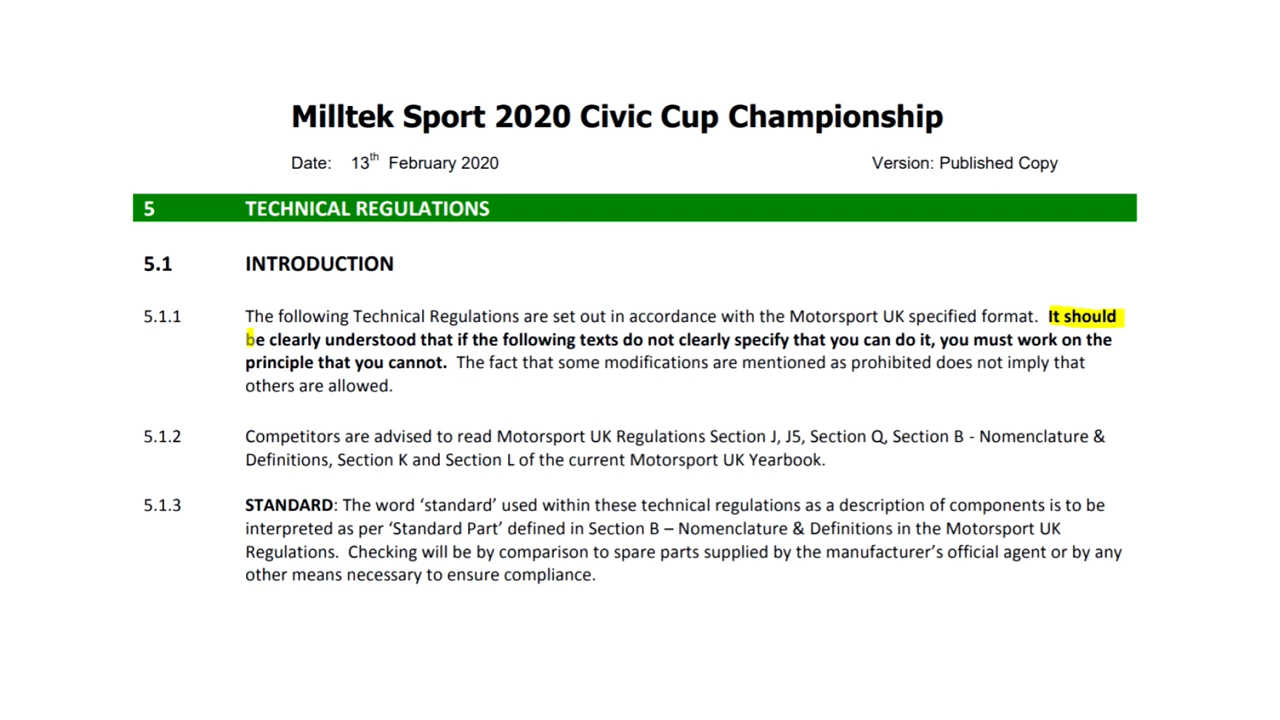 Milltek Sport 2020 Civic Cup Championship
Date: 13th February 2020 Version: Published Copy
5 TECHNICAL REGULATIONS
5.1 INTRODUCTION
5.1.1 The following Technical Regulations are set out in accordance with the Motorsport UK specified format. It should
be clearly understood that if the following texts do not clearly specify that you can do it, you must work on the
principle that you cannot. The fact that some modifications are mentioned as prohibited does not imply that
others are allowed.
5.1.2 Competitors are advised to read Motorsport UK Regulations Section J, J5, Section Q, Section B - Nomenclature &
Definitions, Section K and Section L of the current Motorsport UK Yearbook.
5.1.3 STANDARD: The word ‘standard’ used within these technical regulations as a description of components is to be
interpreted as per ‘Standard Part’ defined in Section B – Nomenclature & Definitions in the Motorsport UK
Regulations. Checking will be by comparison to spare parts supplied by the manufacturer’s official agent or by any
other means necessary to ensure compliance.